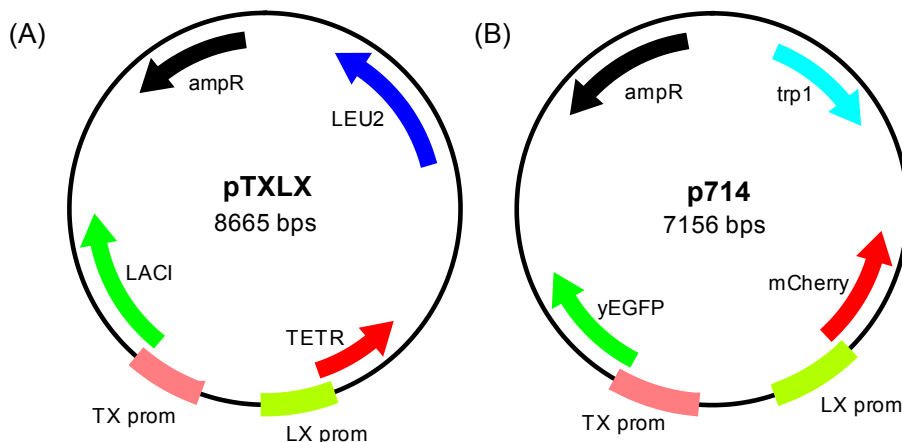 (A)
ampR
LEU2
pTXLX
8665 bps
LACI
TETR
TX prom
LX prom
(B)
ampR
trp1
p714
7156 bps
mCherry
yEGFP
TX prom
LX prom